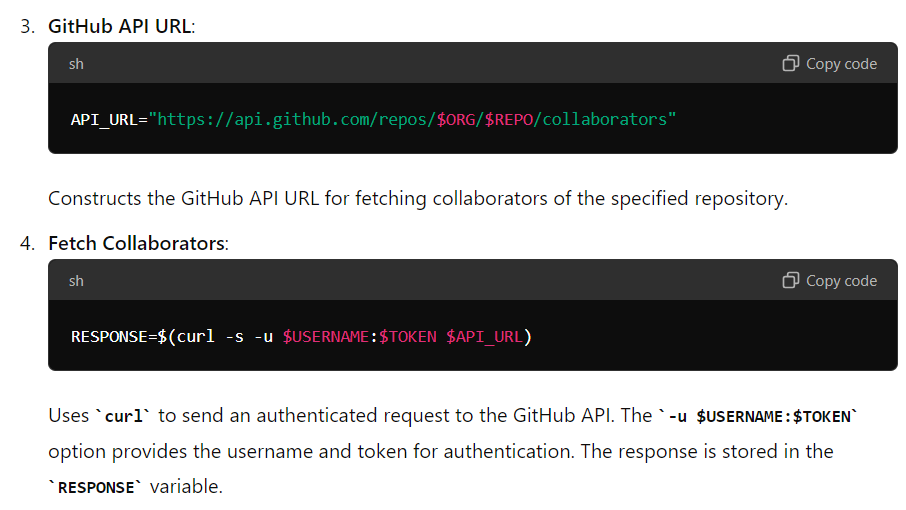 3. GitHub API URL:
sh
Copy code
API_URL="https://api.github.com/repos/$ORG/$REPO/collaborators"
Constructs the GitHub API URL for fetching collaborators of the specified repository.
4. Fetch Collaborators:
sh
Copy code
RESPONSE=$(curl -s -u $USERNAME:$TOKEN $API_URL)
Uses `curl` to send an authenticated request to the GitHub API. The `-u $USERNAME:$TOKEN`
option provides the username and token for authentication. The response is stored in the
`RESPONSE` variable.